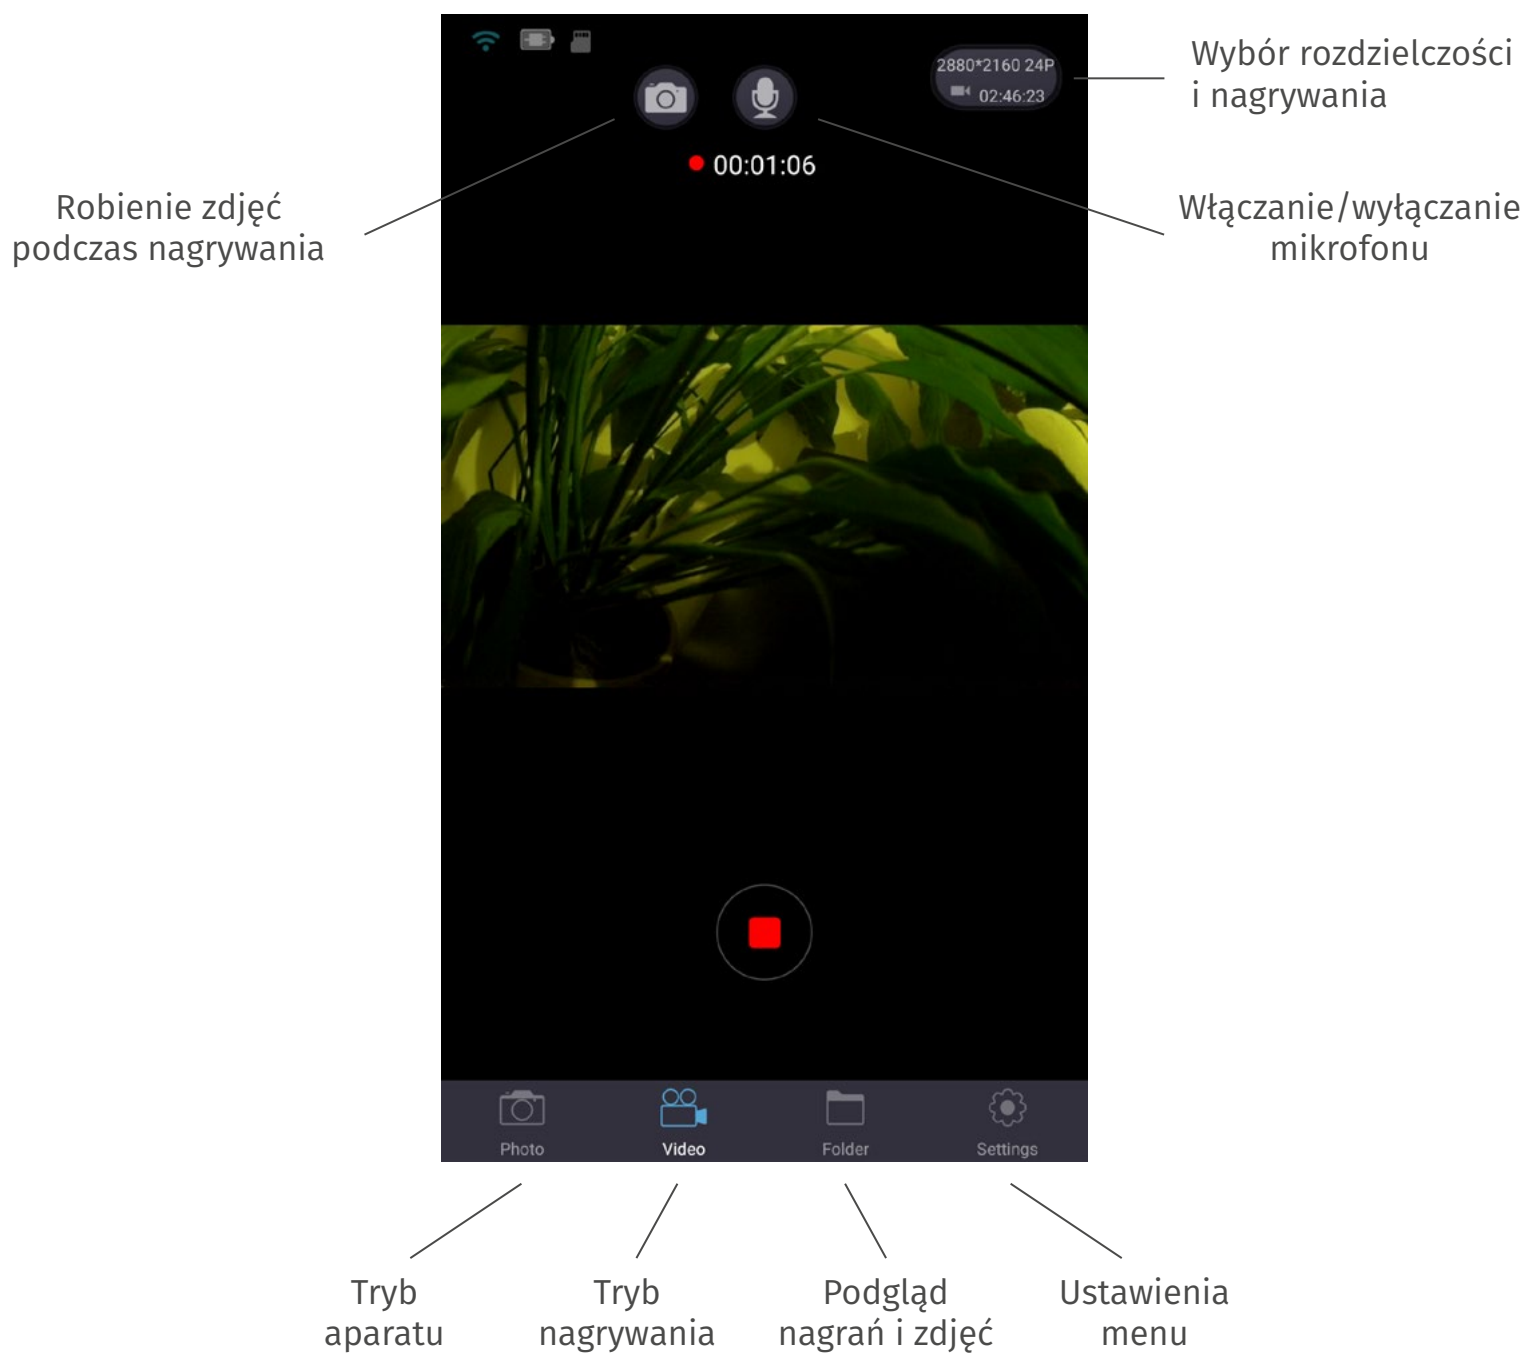 2880*2160 24P
02:46:23
Wybór rozdzielczości
i nagrywania
00:01:06
Robienie zdjęć
podczas nagrywania
Włączanie/wyłączanie
mikrofonu
Photo
Video
Folder
Settings
Tryb
aparatu
Tryb
nagrywania
Podgląd
nagrań i zdjęć
Ustawienia
menu